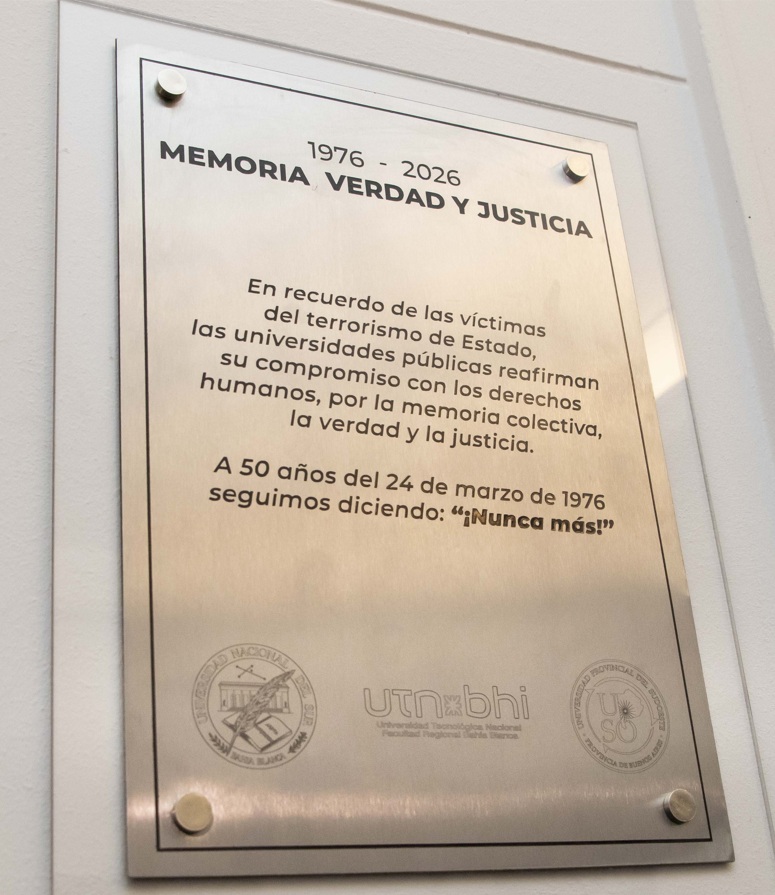 1976 - 2026
MEMORIA VERDAD Y JUSTICIA
En recuerdo de las víctimas
del terrorismo de Estado,
las universidades públicas reafirman
su compromiso con los derechos
humanos, por la memoria colectiva,
la verdad y la justicia.
A 50 años del 24 de marzo de 1976
seguimos diciendo: “¡Nunca más!”
UNIVERSIDAD NACIONAL DEL SUR
BAHIA BLANCA
utn bhi
Universidad Tecnológica Nacional
Facultad Regional Bahía Blanca
UNIVERSIDAD PROVINCIAL DEL SUDOESTE
UPSO
PROVINCIA DE BUENOS AIRES